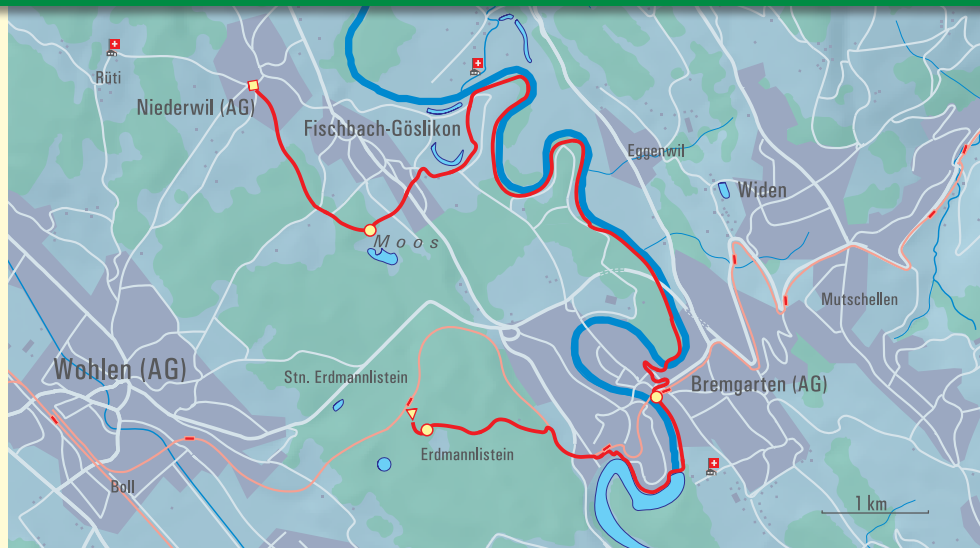 Rüti
Niederwil (AG)
Fischbach-Göslikon
Eggenwil
Widen
Moos
Mutschellen
Wohlen (AG)
Stn. Erdmannlistein
Bremgarten (AG)
Erdmannlistein
Boll
1 km